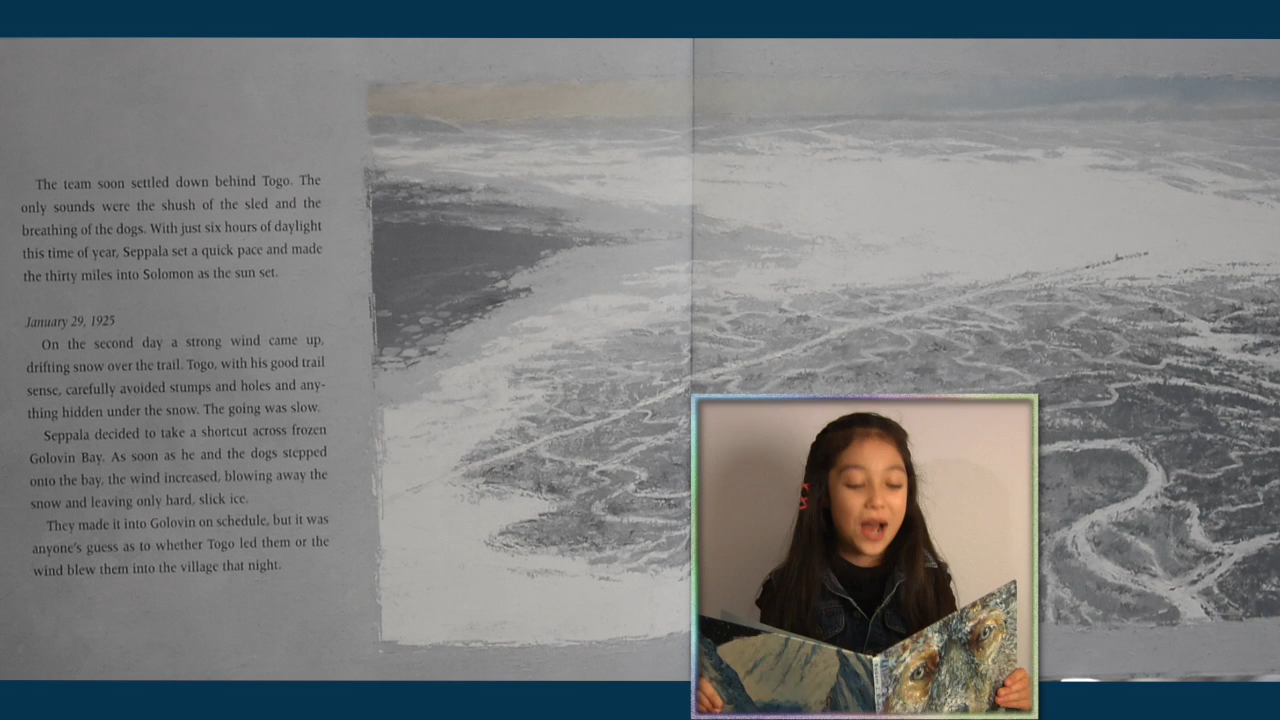 The team soon settled down behind Togo. The
only sounds were the shush of the sled and the
breathing of the dogs. With just six hours of daylight
this time of year, Seppala set a quick pace and made
the thirty miles into Solomon as the sun set.
January 29, 1925
On the second day a strong wind came up,
drifting snow over the trail. Togo, with his good trail
sense, carefully avoided stumps and holes and any-
thing hidden under the snow. The going was slow.
Seppala decided to take a shortcut across frozen
Golovin Bay. As soon as he and the dogs stepped
onto the bay, the wind increased, blowing away the
snow and leaving only hard, slick ice.
They made it into Golovin on schedule, but it was
anyone's guess as to whether Togo led them or the
wind blew them into the village that night.